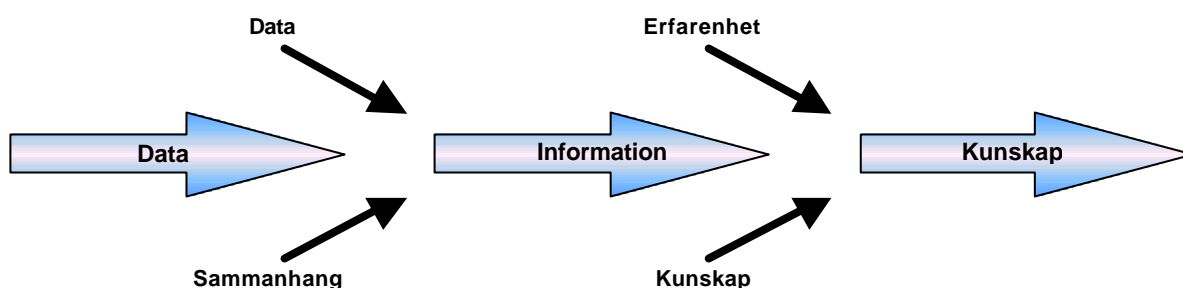 Data
Erfarenhet
Data
Information
Kunskap
Sammanhang
Kunskap